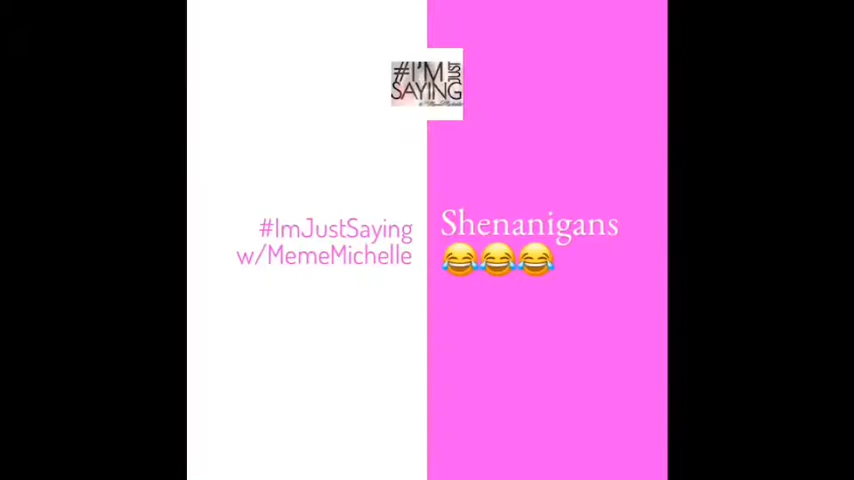 #I'M JUST
SAYING
#ImJustSaying
w/MemeMichelle
Shenanigans
😂😂😂